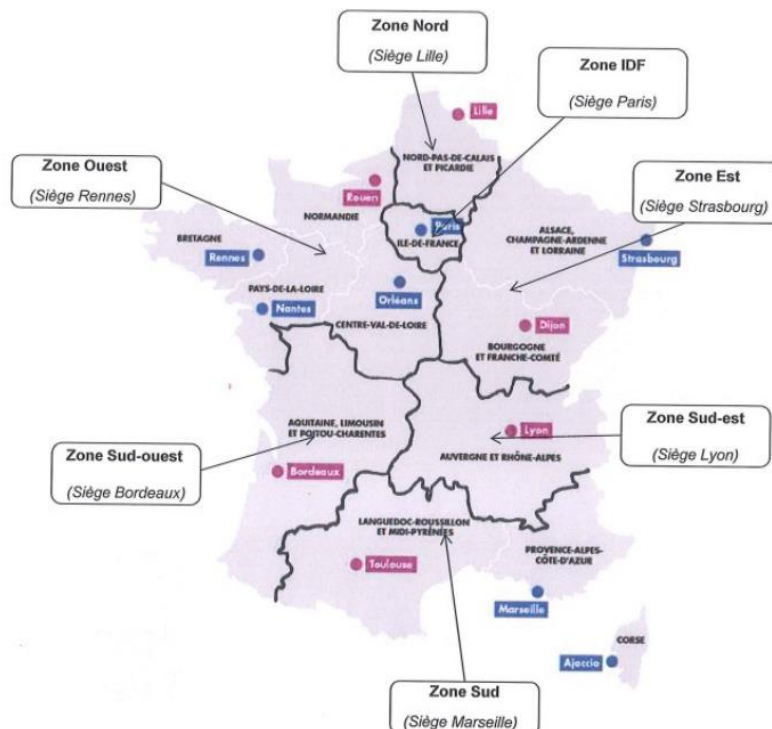 Zone Nord
(Siège Lille)
Zone IDF
(Siège Paris)
Lille
NORD-PAS-DE-CALAIS
ET PICARDIE
Zone Ouest
(Siège Rennes)
Rouen
NORMANDIE
Zone Est
(Siège Strasbourg)
Paris
ILE-DE-FRANCE
ALSACE,
CHAMPAGNE-ARDENNE
ET LORRAINE
BRETAGNE
Rennes
Strasbourg
PAYS-DE-LA-LOIRE
Orléans
Nantes
CENTRE-VAL-DE-LOIRE
Dijon
BOURGOGNE
ET FRANCHE-COMTÉ
AQUITAINE, LIMOUSIN
ET POITOU-CHARENTES
Lyon
Zone Sud-est
(Siège Lyon)
AUVERGNE ET RHÔNE-ALPES
Zone Sud-ouest
(Siège Bordeaux)
Bordeaux
LANGUEDOC-ROUSSILLON
ET MIDI-PYRÉNÉES
PROVENCE-ALPES-
CÔTE-D'AZUR
Toulouse
Marseille
CORSE
Ajaccio
Zone Sud
(Siège Marseille)